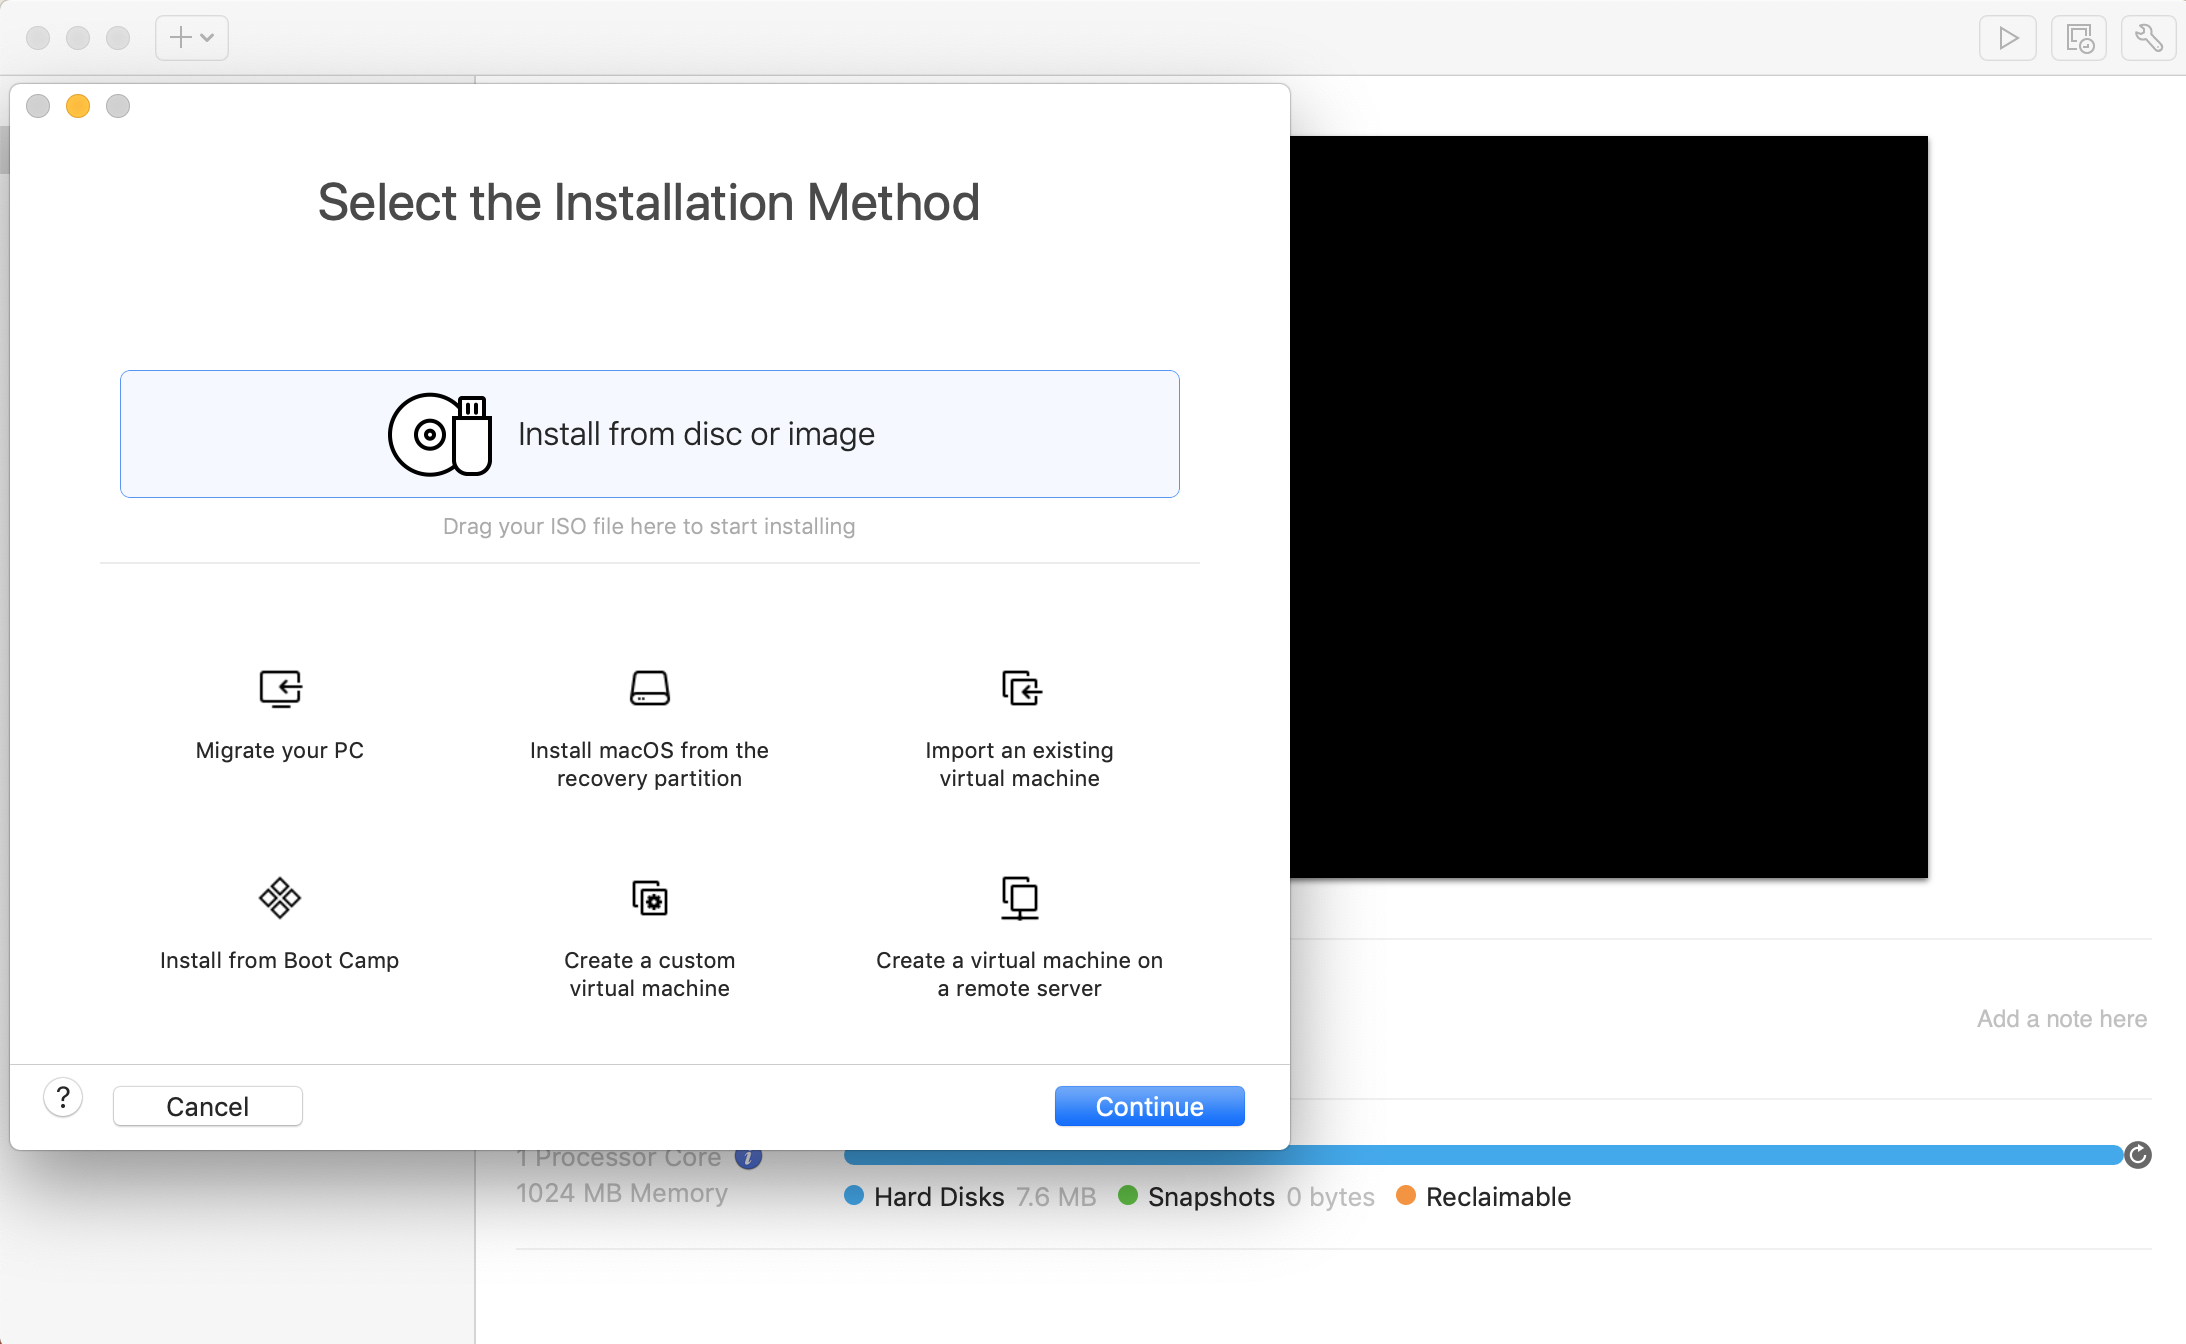 Select the Installation Method
Install from disc or image
Drag your ISO file here to start installing
Migrate your PC
Install macOS from the
recovery partition
Import an existing
virtual machine
Install from Boot Camp
Create a custom
virtual machine
Create a virtual machine on
a remote server
? Cancel Continue
Add a note here
1 Processor Core
1024 MB Memory
Hard Disks 7.6 MB Snapshots 0 bytes Reclaimable